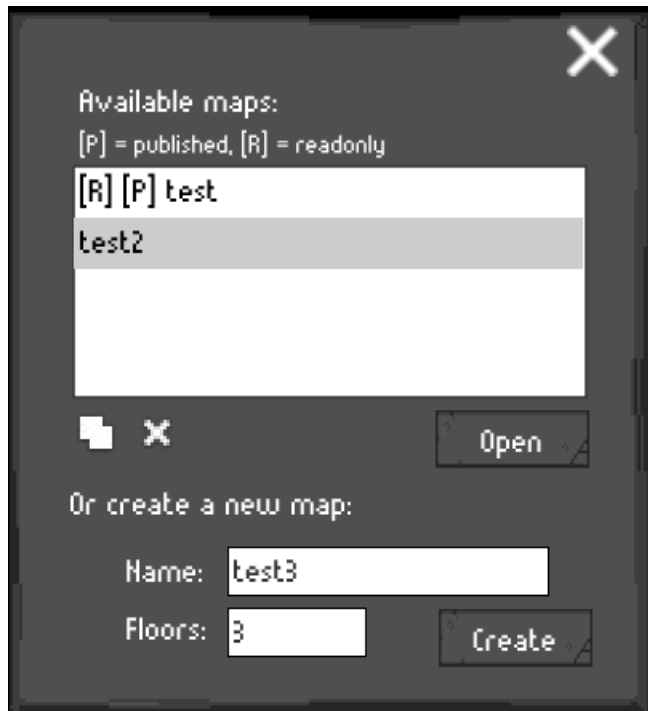 Available maps:
[P] = published, [R] = readonly
[R] [P] test
test2
Open
Or create a new map:
Name: test3
Floors: 3
Create